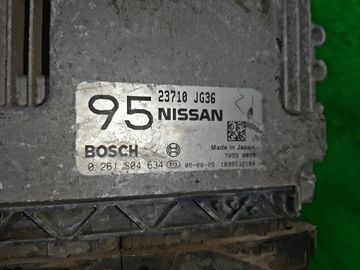 95
23710 JG36
NISSAN
BOSCH
Made in Japan
0 261 S04 634